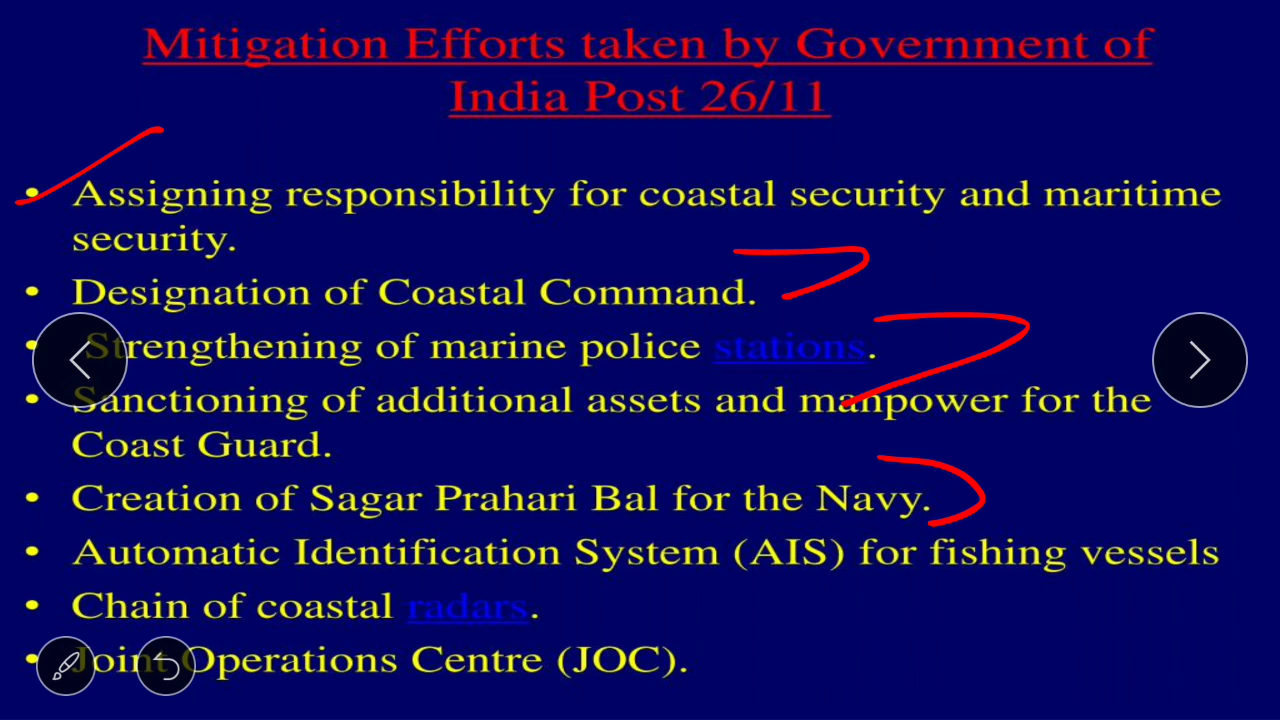 Mitigation Efforts taken by Government of
India Post 26/11
• Assigning responsibility for coastal security and maritime
security.
• Designation of Coastal Command.
• Strengthening of marine police stations.
• Sanctioning of additional assets and manpower for the
Coast Guard.
• Creation of Sagar Prahari Bal for the Navy.
• Automatic Identification System (AIS) for fishing vessels
• Chain of coastal radars.
• Joint Operations Centre (JOC).